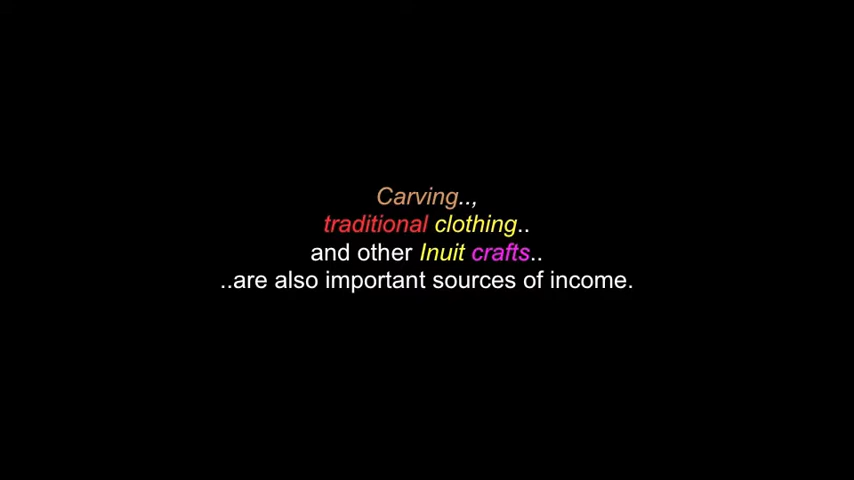 Carving..,
traditional clothing..
and other Inuit crafts..
..are also important sources of income.